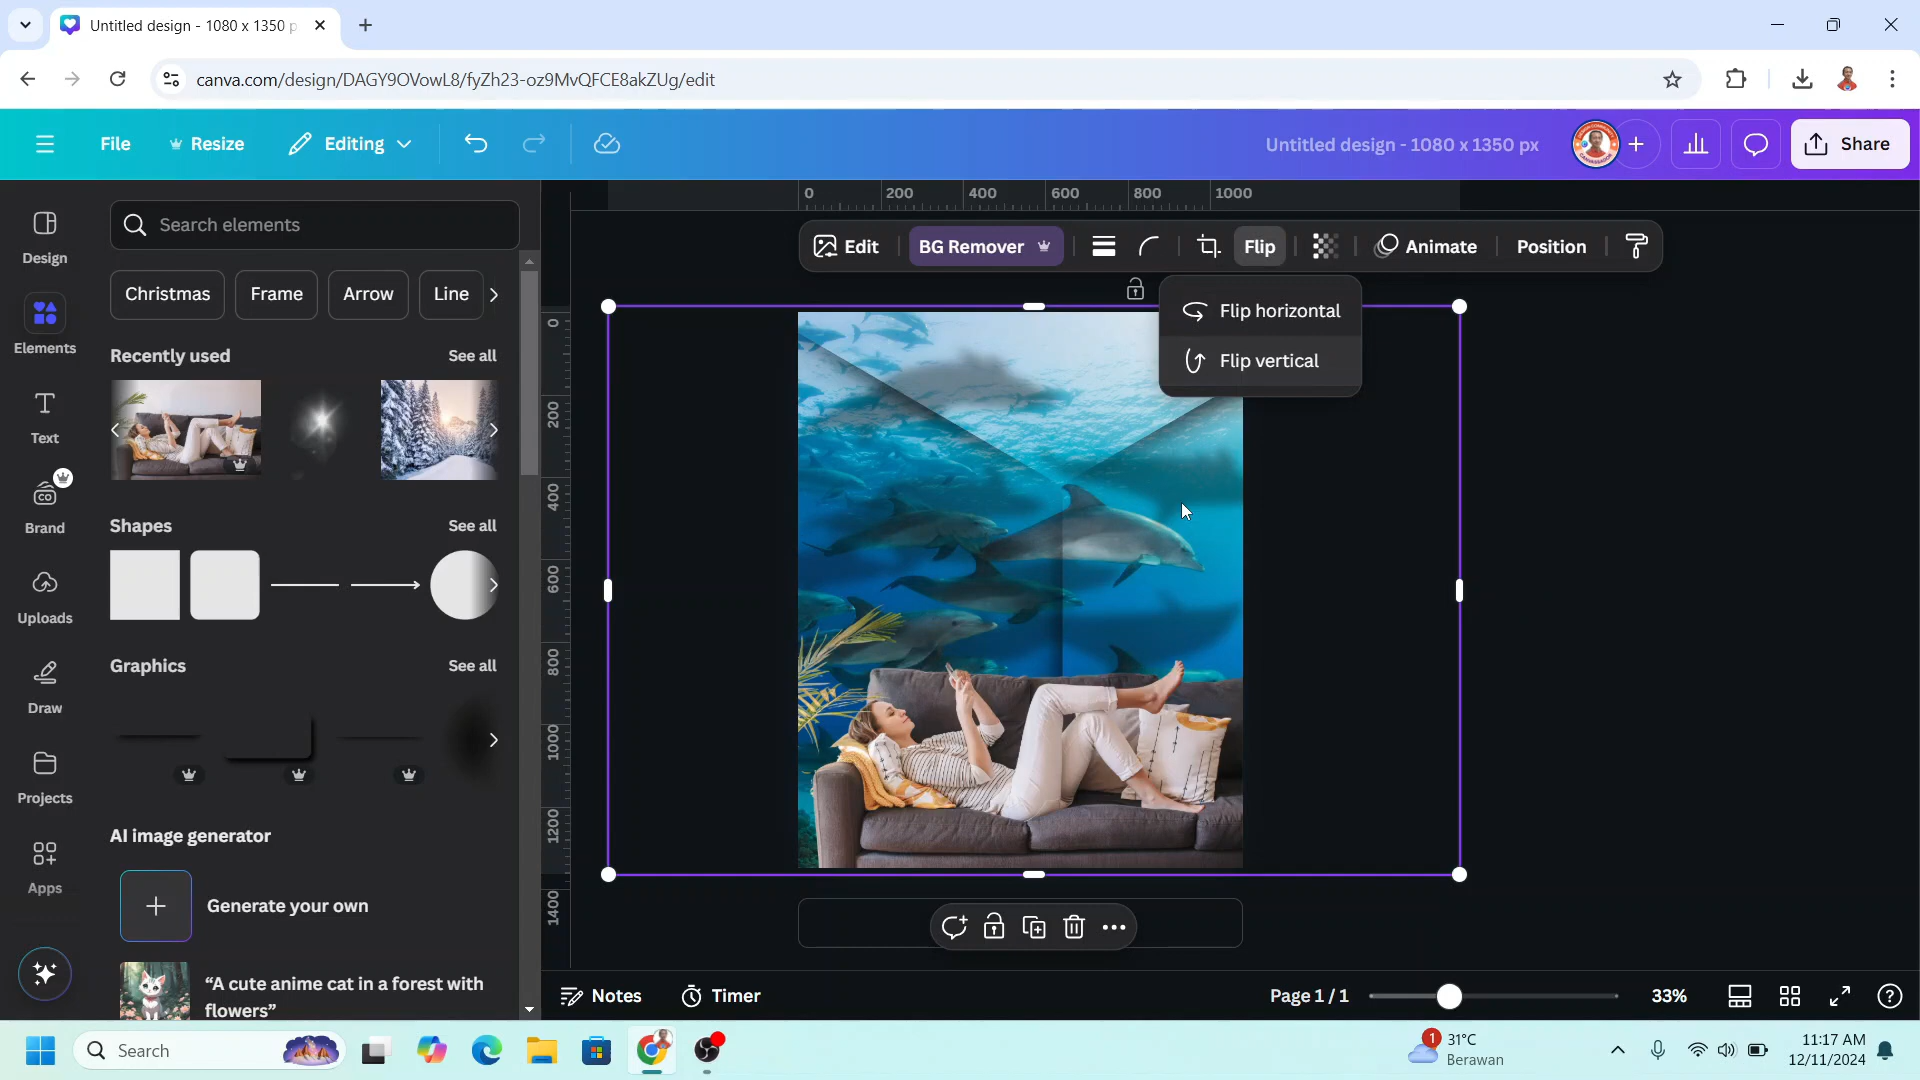 Untitled design - 1080 x 1350 p
canva.com/design/DAGY9OVowL8/fyZh23-oz9MvQFCE8akZUg/edit
File
Resize
Editing
Untitled design - 1080 x 1350 px
Share
Design
Elements
Text
Brand
Uploads
Draw
Projects
Apps
Search elements
Christmas
Frame
Arrow
Line
Recently used
See all
Shapes
See all
Graphics
See all
AI image generator
Generate your own
“A cute anime cat in a forest with
flowers”
0 200 400 600 800 1000
0
200
400
600
800
1000
1200
1400
Edit
BG Remover
Flip
Animate
Position
Flip horizontal
Flip vertical
Notes
Timer
Page 1 / 1
33%
Search
1
31°C
Berawan
11:17 AM
12/11/2024